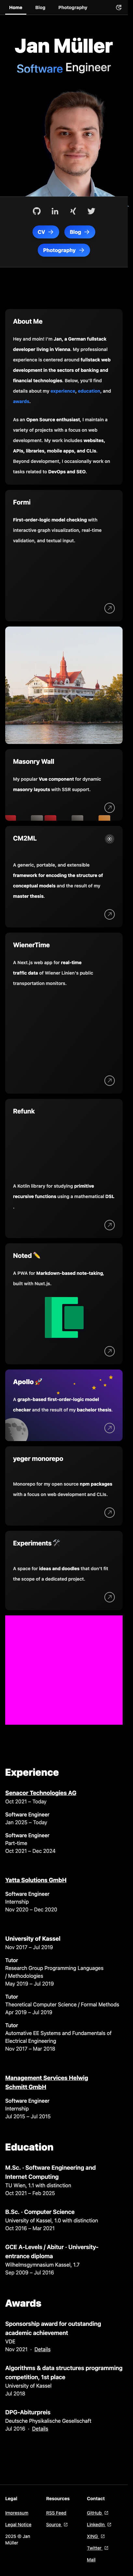 Home Blog Photography
Jan Müller
Software Engineer
CV → Blog →
Photography →
About Me
Hey and moin! I'm Jan, a German fullstack
developer living in Vienna. My professional
experience is centered around fullstack web
development in the sectors of banking and
financial technologies. Below, you'll find
details about my experience, education, and
awards.
As an Open Source enthusiast, I maintain a
variety of projects with a focus on web
development. My work includes websites,
APIs, libraries, mobile apps, and CLIs.
Beyond development, I occasionally work on
tasks related to DevOps and SEO.
Formi
First-order-logic model checking with
interactive graph visualization, real-time
validation, and textual input.
Masonry Wall
My popular Vue component for dynamic
masonry layouts with SSR support.
CM2ML
A generic, portable, and extensible
framework for encoding the structure of
conceptual models and the result of my
master thesis.
WienerTime
A Next.js web app for real-time
traffic data of Wiener Linien's public
transportation monitors.
Refunk
A Kotlin library for studying primitive
recursive functions using a mathematical DSL
.
Noted ✏️
A PWA for Markdown-based note-taking,
built with Nuxt.js.
Apollo 🚀
A graph-based first-order-logic model
checker and the result of my bachelor thesis.
yeger monorepo
Monorepo for my open source npm packages
with a focus on web development and CLIs.
Experiments 🛠️
A space for ideas and doodles that don't fit
the scope of a dedicated project.
Experience
Senacor Technologies AG
Oct 2021 – Today
Software Engineer
Jan 2025 – Today
Software Engineer
Part-time
Oct 2021 – Dec 2024
Yatta Solutions GmbH
Software Engineer
Internship
Nov 2020 – Dec 2020
University of Kassel
Nov 2017 – Jul 2019
Tutor
Research Group Programming Languages
/ Methodologies
May 2019 – Jul 2019
Tutor
Theoretical Computer Science / Formal Methods
Apr 2019 – Jul 2019
Tutor
Automative EE Systems and Fundamentals of
Electrical Engineering
Nov 2017 – Mar 2018
Management Services Helwig
Schmitt GmbH
Software Engineer
Internship
Jul 2015 – Jul 2015
Education
M.Sc. · Software Engineering and
Internet Computing
TU Wien, 1.1 with distinction
Oct 2021 – Feb 2025
B.Sc. · Computer Science
University of Kassel, 1.0 with distinction
Oct 2016 – Mar 2021
GCE A-Levels / Abitur · University-
entrance diploma
Wilhelmsgymnasium Kassel, 1.7
Sep 2009 – Jul 2016
Awards
Sponsorship award for outstanding
academic achievement
VDE
Nov 2021 · Details
Algorithms & data structures programming
competition, 1st place
University of Kassel
Jul 2018
DPG-Abiturpreis
Deutsche Physikalische Gesellschaft
Jul 2016 · Details
Legal Resources Contact
Impressum RSS Feed GitHub
Legal Notice Source LinkedIn
2025 © Jan
Müller
XING
Twitter
Mail